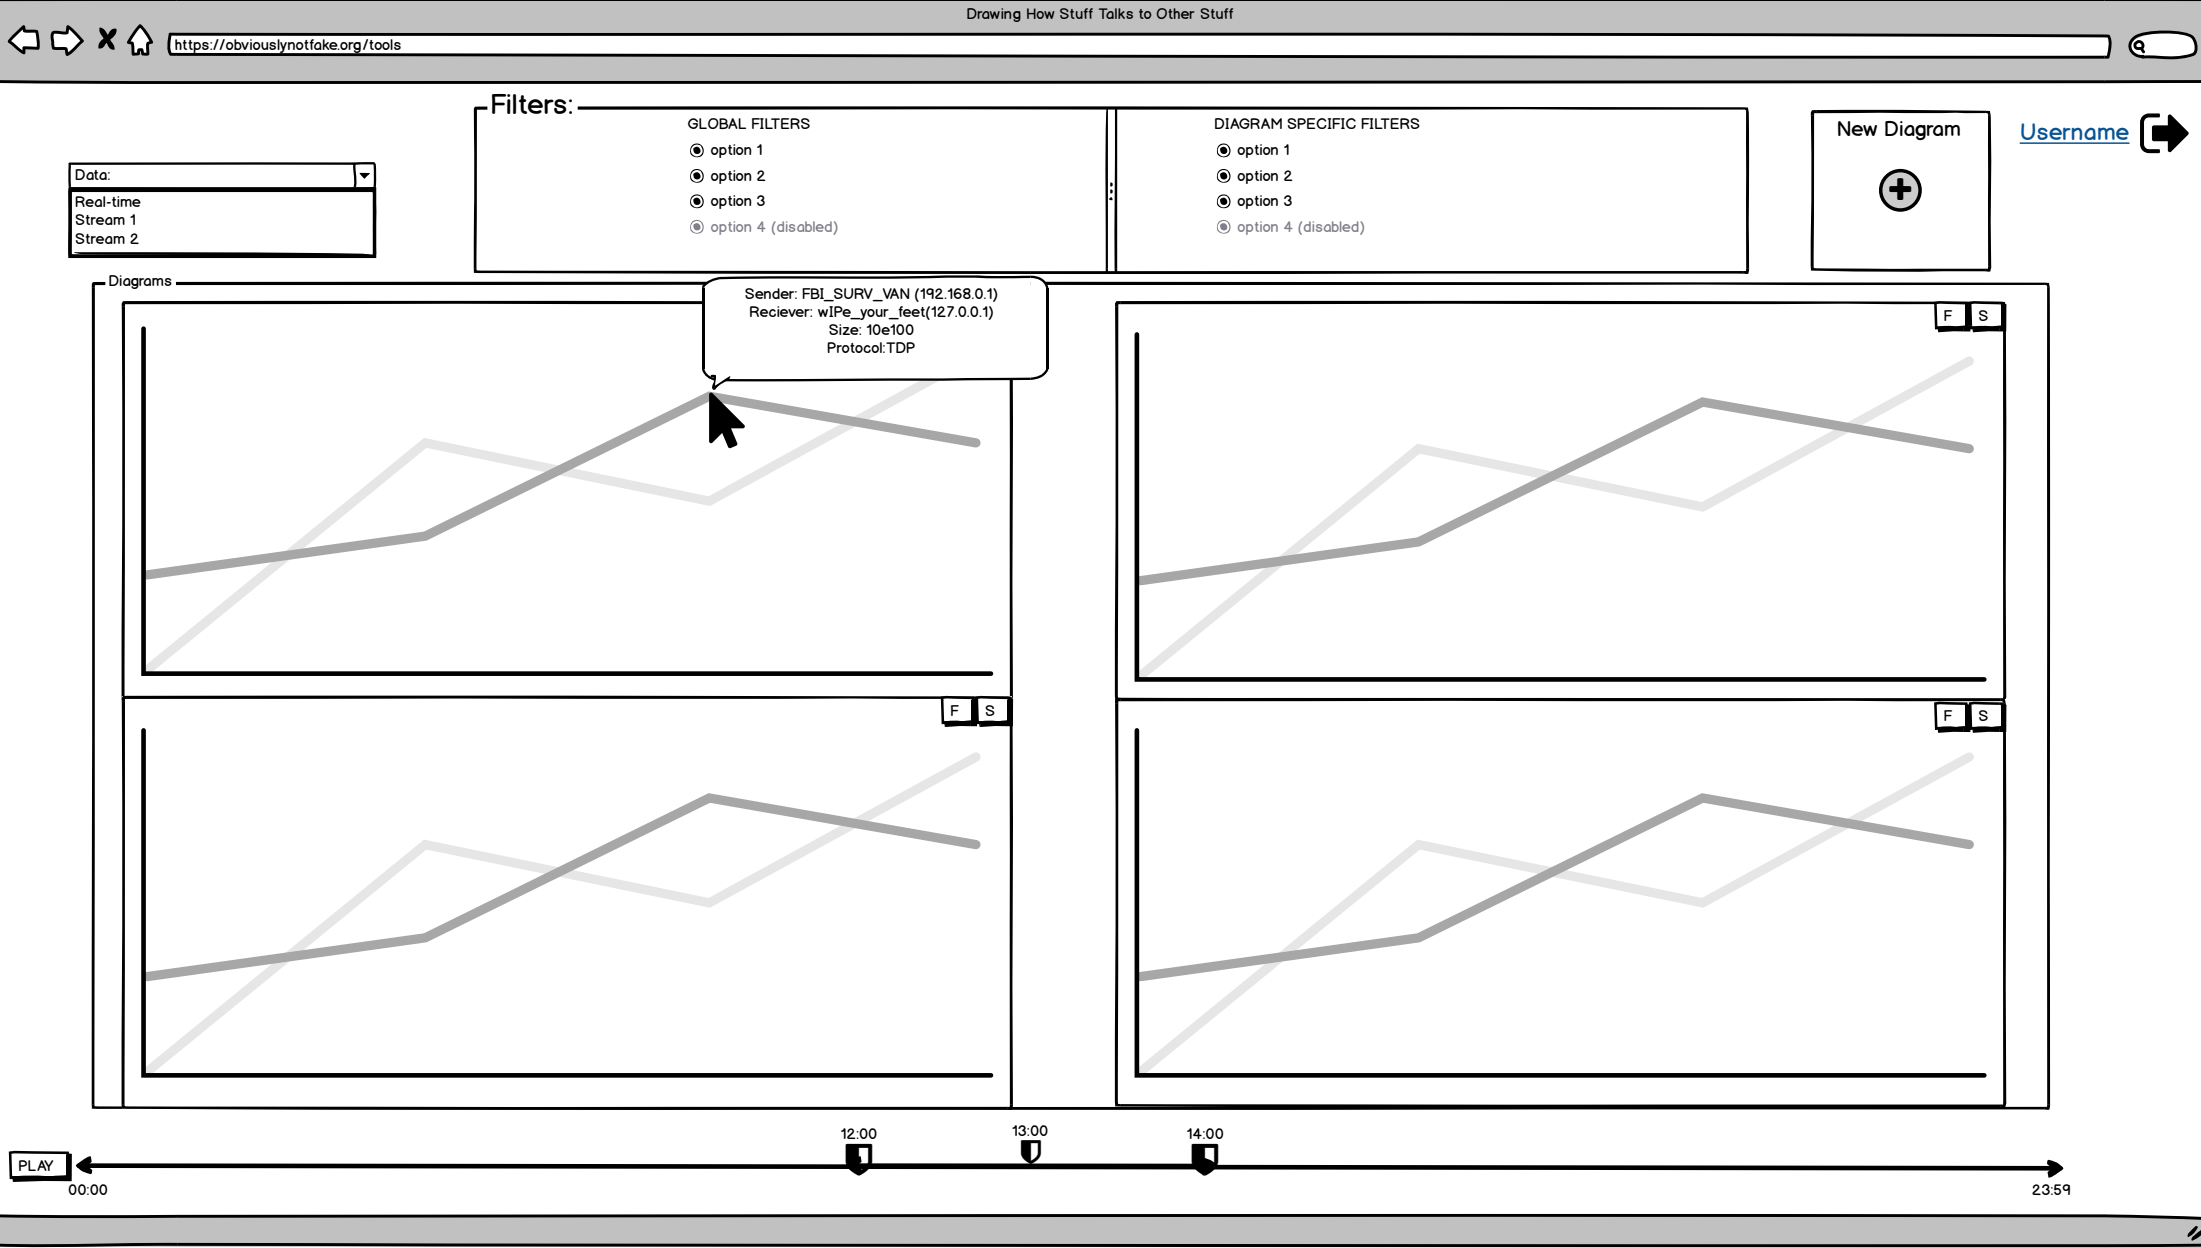 Drawing How Stuff Talks to Other Stuff
https://obviouslynotfake.org/tools
Filters:
GLOBAL FILTERS
option 1
option 2
option 3
option 4 (disabled)
DIAGRAM SPECIFIC FILTERS
option 1
option 2
option 3
option 4 (disabled)
New Diagram
Username
Data:
Real-time
Stream 1
Stream 2
Diagrams
Sender: FBI_SURV_VAN (192.168.0.1)
Reciever: wIPe_your_feet(127.0.0.1)
Size: 10e100
Protocol:TDP
F S
F S
F S
12:00
13:00
14:00
PLAY
00:00
23:59